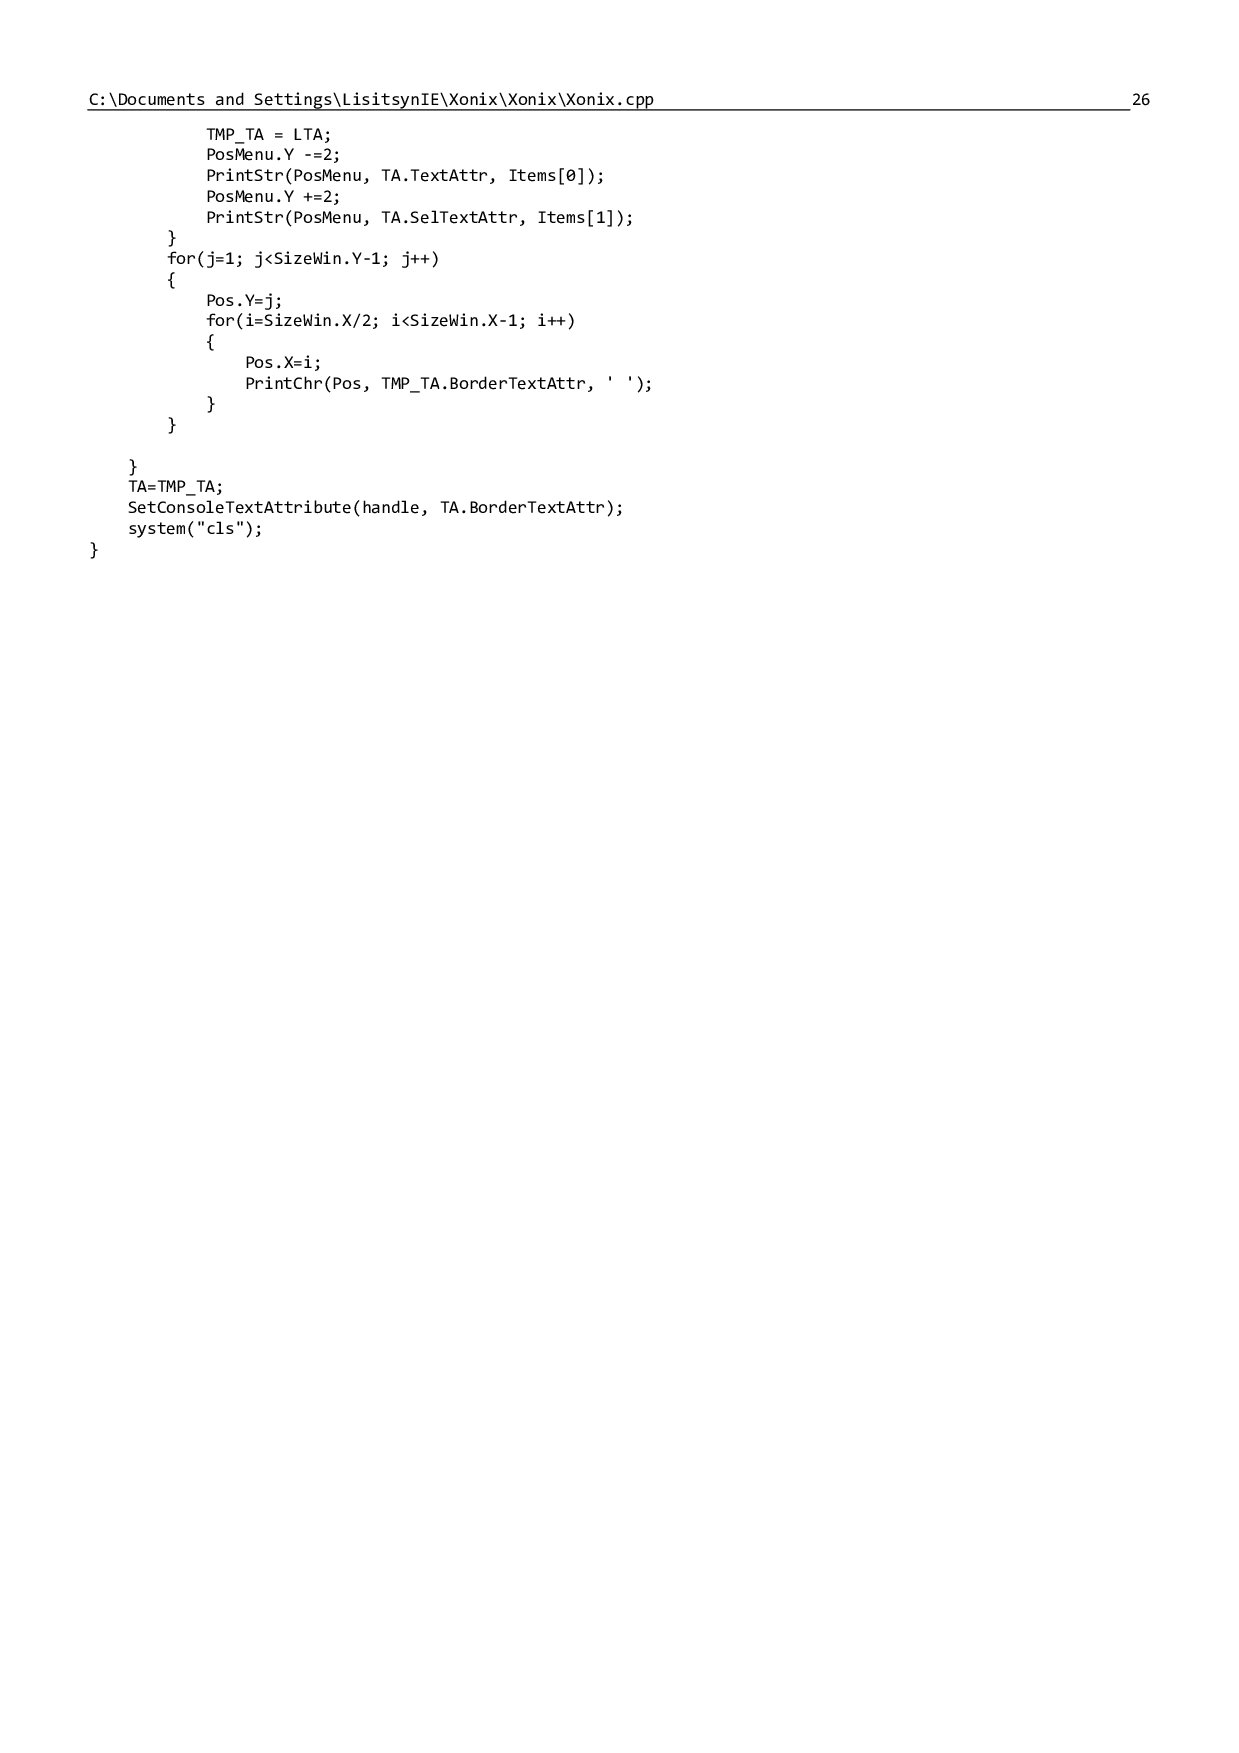 C:\Documents and Settings\LisitsynIE\Xonix\Xonix\Xonix.cpp 26
            TMP_TA = LTA;
            PosMenu.Y -=2;
            PrintStr(PosMenu, TA.TextAttr, Items[0]);
            PosMenu.Y +=2;
            PrintStr(PosMenu, TA.SelTextAttr, Items[1]);
        }
        for(j=1; j<SizeWin.Y-1; j++)
        {
            Pos.Y=j;
            for(i=SizeWin.X/2; i<SizeWin.X-1; i++)
            {
                Pos.X=i;
                PrintChr(Pos, TMP_TA.BorderTextAttr, ' ');
            }
        }

    }
    TA=TMP_TA;
    SetConsoleTextAttribute(handle, TA.BorderTextAttr);
    system("cls");
}